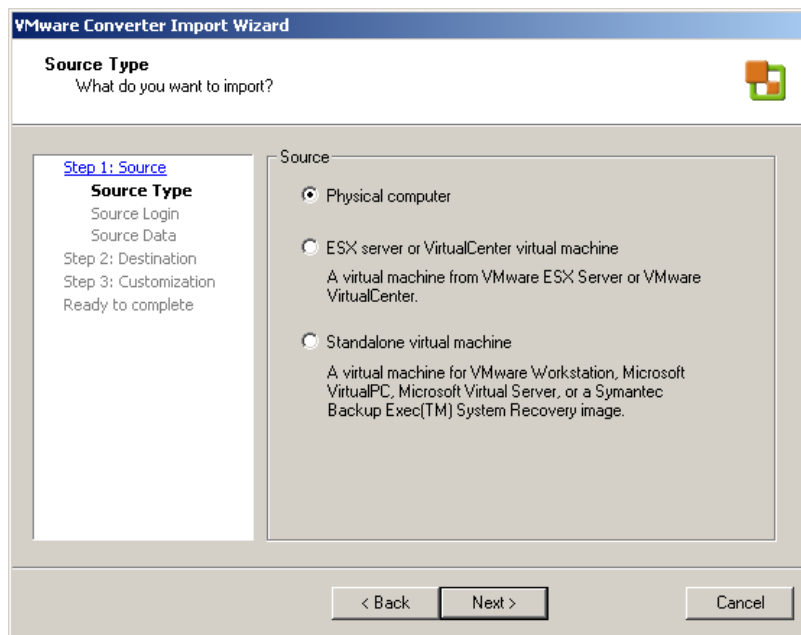 VMware Converter Import Wizard
Source Type
What do you want to import?
Step 1: Source
Source Type
Source Login
Source Data
Step 2: Destination
Step 3: Customization
Ready to complete
Source
Physical computer
ESX server or VirtualCenter virtual machine
A virtual machine from VMware ESX Server or VMware
VirtualCenter.
Standalone virtual machine
A virtual machine for VMware Workstation, Microsoft
VirtualPC, Microsoft Virtual Server, or a Symantec
Backup Exec(TM) System Recovery image.
< Back
Next >
Cancel